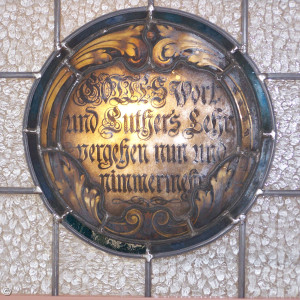 GOTTES Wort
und Luthers Lehr
vergehen nun und
nimmermehr